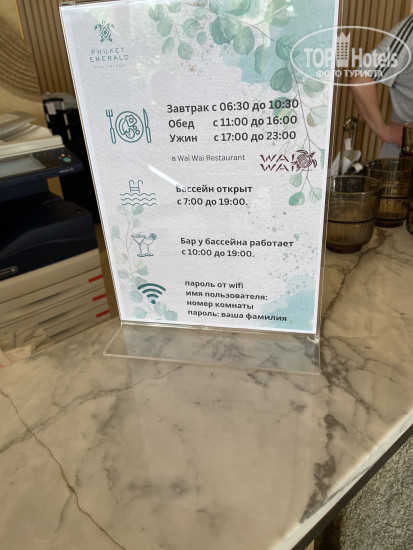 PHUKET
EMERALD
TOPHotels
ФОТО ТУРИСТА
Завтрак с 06:30 до 10:30
Обед с 11:00 до 16:00
Ужин с 17:00 до 23:00
в Wai Wai Restaurant
WAI
WAI
Бассейн открыт
с 7:00 до 19:00.
Бар у бассейна работает
с 10:00 до 19:00.
пароль от wifi
имя пользователя:
номер комнаты
пароль: ваша фамилия